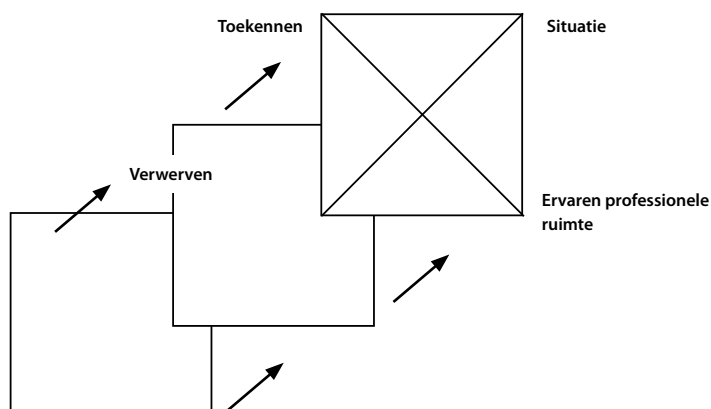 Toekennen
Situatie
Verwerven
Ervaren professionele
ruimte